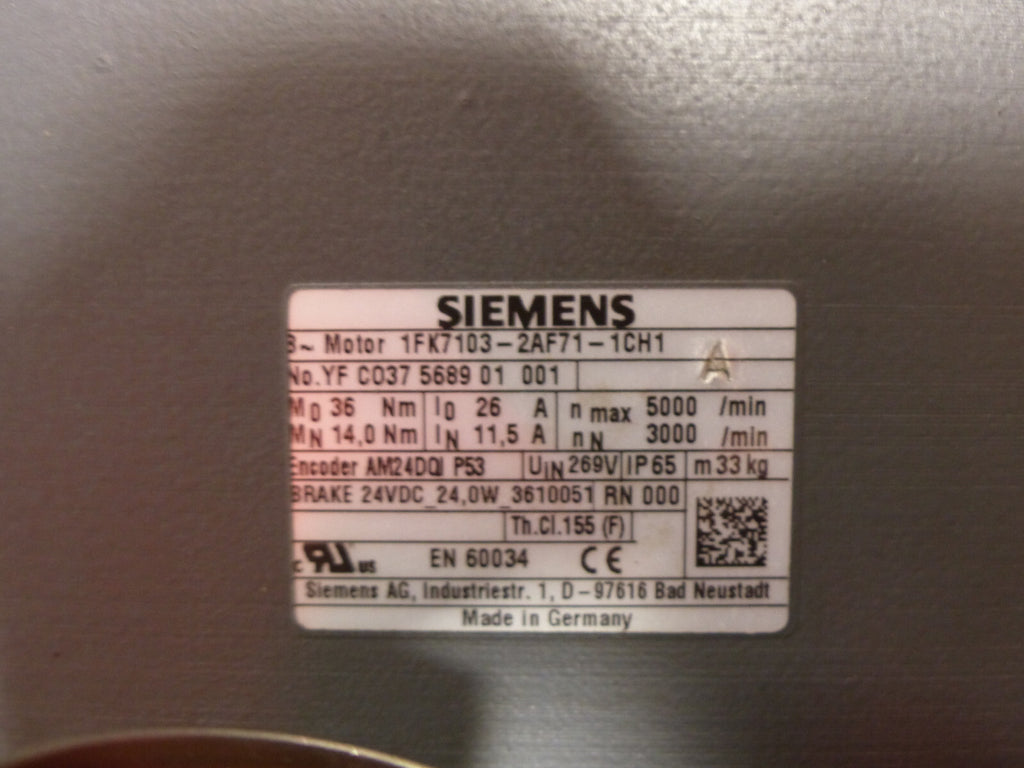 SIEMENS
3~ Motor 1FK7103-2AF71-1CH1
A
No.YF C037 5689 01 001
M0 36 Nm I0 26 A n max 5000 /min
MN 14,0 Nm IN 11,5 A nN 3000 /min
Encoder AM24DQI P53 UIN 269V IP65 m 33 kg
BRAKE 24VDC_24,0W_3610051 RN 000
Th.Cl.155 (F)
c RU US EN 60034 CE
Siemens AG, Industriestr. 1, D-97616 Bad Neustadt
Made in Germany